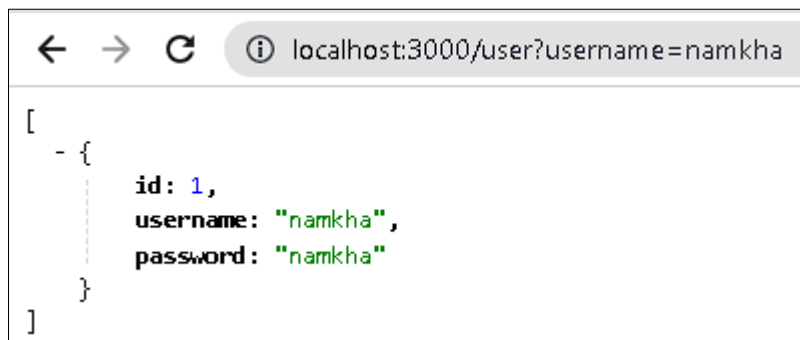 localhost:3000/user?username=namkha
[
- {
id: 1,
username: "namkha",
password: "namkha"
}
]